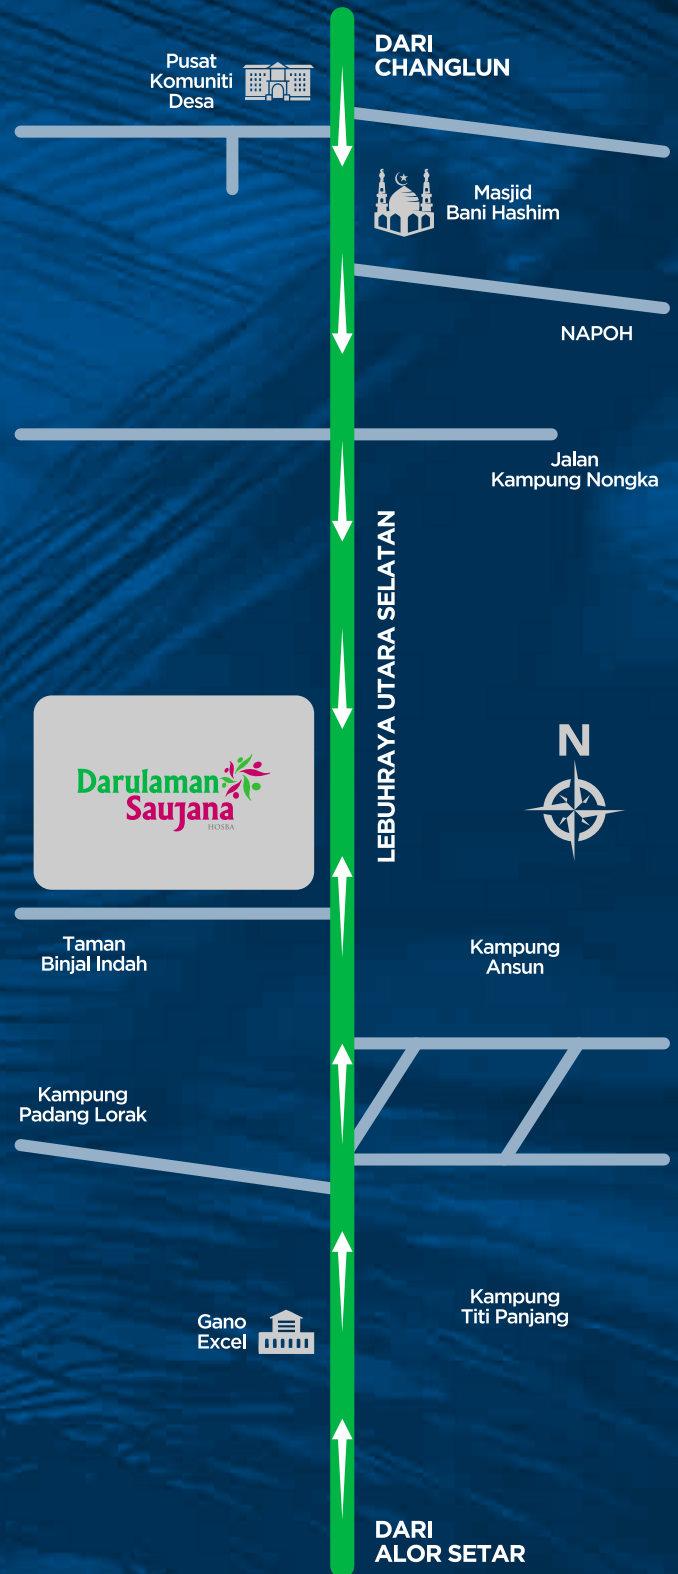 DARI
CHANGLUN
Pusat
Komuniti
Desa
Masjid
Bani Hashim
NAPOH
Jalan
Kampung Nongka
LEBUHRAYA UTARA SELATAN
N
Darulaman
Saujana
HOSBA
Taman
Binjal Indah
Kampung
Ansun
Kampung
Padang Lorak
Kampung
Titi Panjang
Gano
Excel
DARI
ALOR SETAR